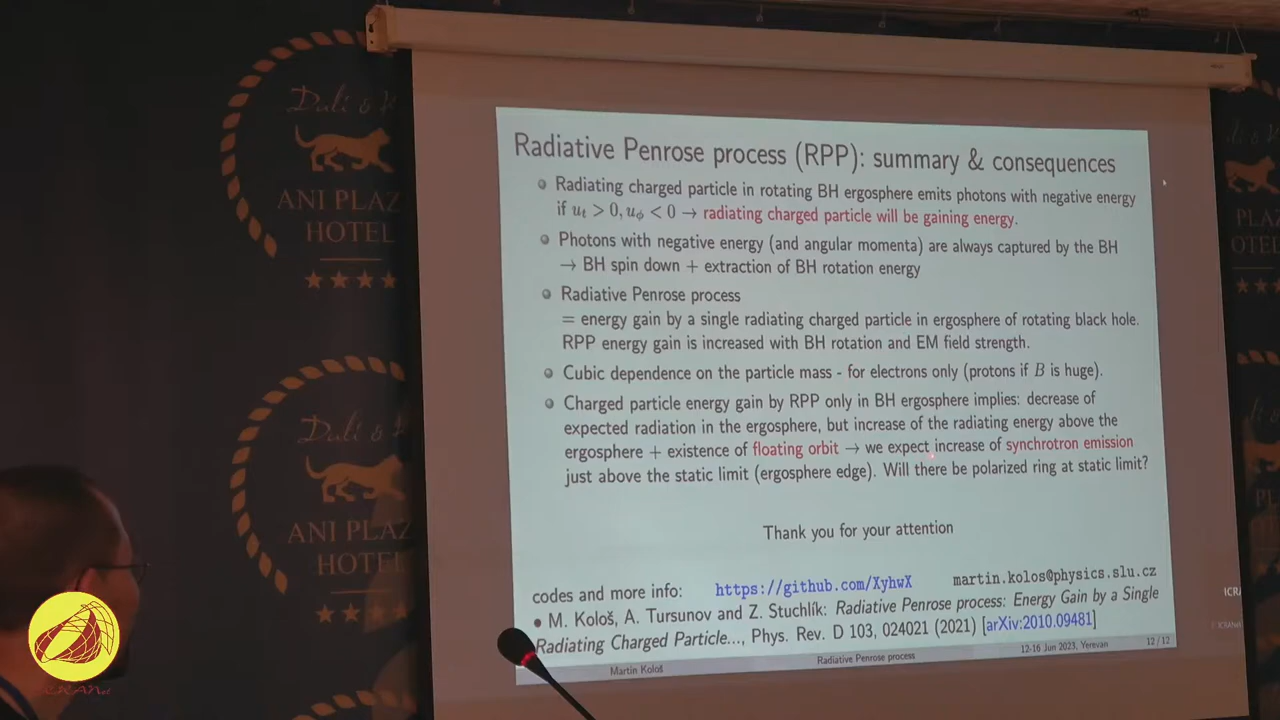 Radiative Penrose process (RPP): summary & consequences
Radiating charged particle in rotating BH ergosphere emits photons with negative energy
if u_t > 0, u_ϕ < 0 → radiating charged particle will be gaining energy.
Photons with negative energy (and angular momenta) are always captured by the BH
→ BH spin down + extraction of BH rotation energy
Radiative Penrose process
= energy gain by a single radiating charged particle in ergosphere of rotating black hole.
RPP energy gain is increased with BH rotation and EM field strength.
Cubic dependence on the particle mass - for electrons only (protons if B is huge).
Charged particle energy gain by RPP only in BH ergosphere implies: decrease of
expected radiation in the ergosphere, but increase of the radiating energy above the
ergosphere + existence of floating orbit → we expect increase of synchrotron emission
just above the static limit (ergosphere edge). Will there be polarized ring at static limit?
Thank you for your attention
codes and more info: https://github.com/XyhwX martin.kolos@physics.slu.cz
• M. Kološ, A. Tursunov and Z. Stuchlík: Radiative Penrose process: Energy Gain by a Single
Radiating Charged Particle..., Phys. Rev. D 103, 024021 (2021) [arXiv:2010.09481]
Martin Kološ Radiative Penrose process 12-16 Jun 2023, Yerevan 12 / 12
Dali &
ANI PLAZ
HOTEL
Dali &
ANI PLAZ
HOTEL
PLAZ
OTEL
ICRA